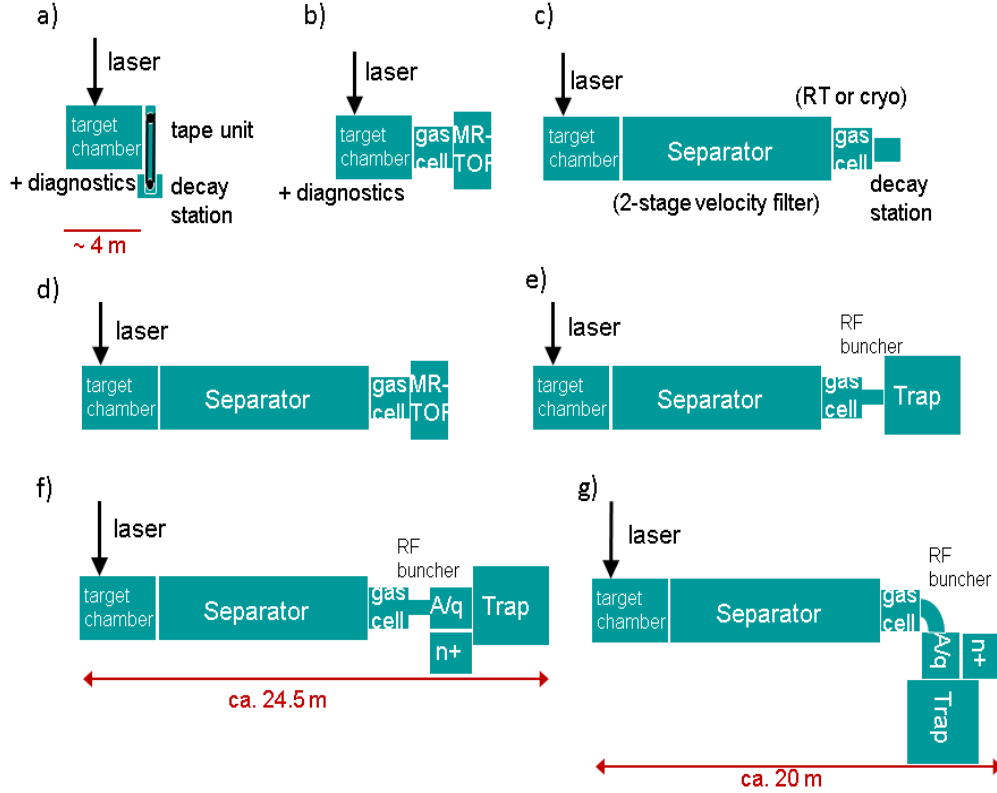 a)
laser
target
chamber
tape unit
+ diagnostics
decay
station
~ 4 m
b)
laser
target
chamber
gas
cell
MR-
TOF
+ diagnostics
c)
laser
(RT or cryo)
target
chamber
Separator
gas
cell
(2-stage velocity filter)
decay
station
d)
laser
target
chamber
Separator
gas
cell
MR-
TOF
e)
laser
RF
buncher
target
chamber
Separator
gas
cell
Trap
f)
laser
RF
buncher
target
chamber
Separator
gas
cell
A/q
Trap
n+
ca. 24.5 m
g)
laser
RF
buncher
target
chamber
Separator
gas
cell
A/q
n+
Trap
ca. 20 m